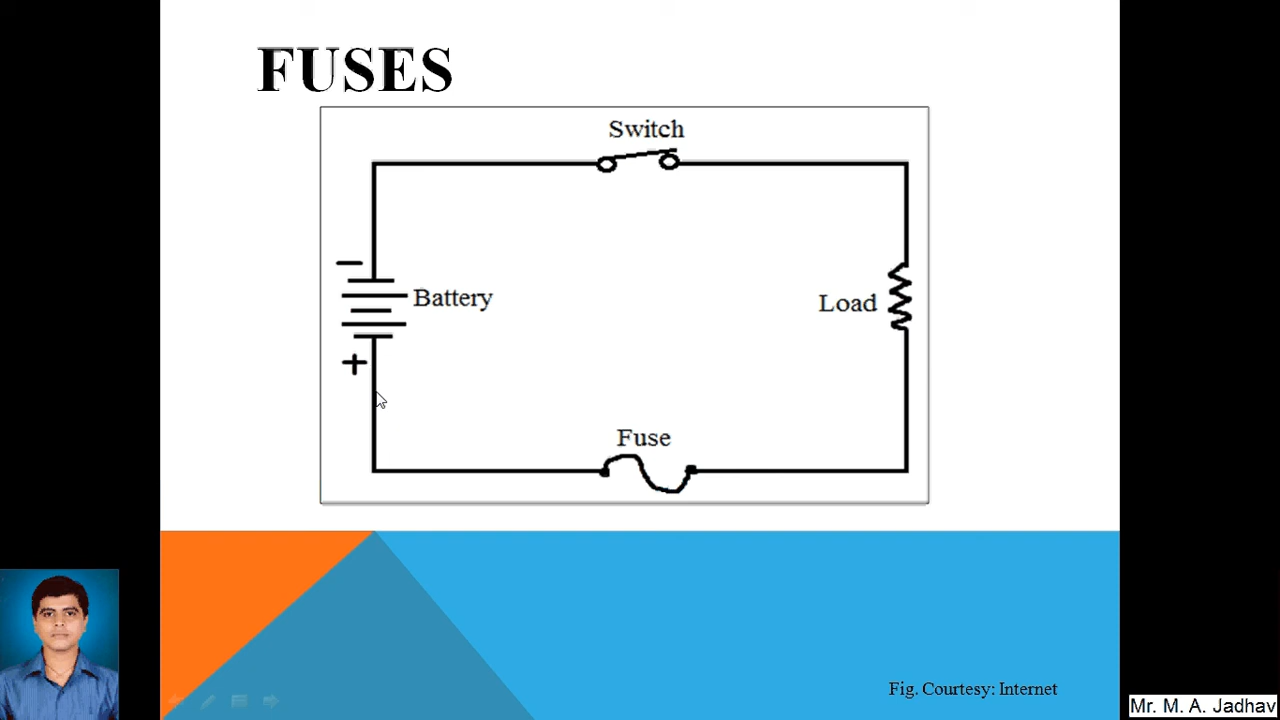 FUSES
Switch
−
Battery
Load
+
Fuse
Fig. Courtesy: Internet
Mr. M. A. Jadhav